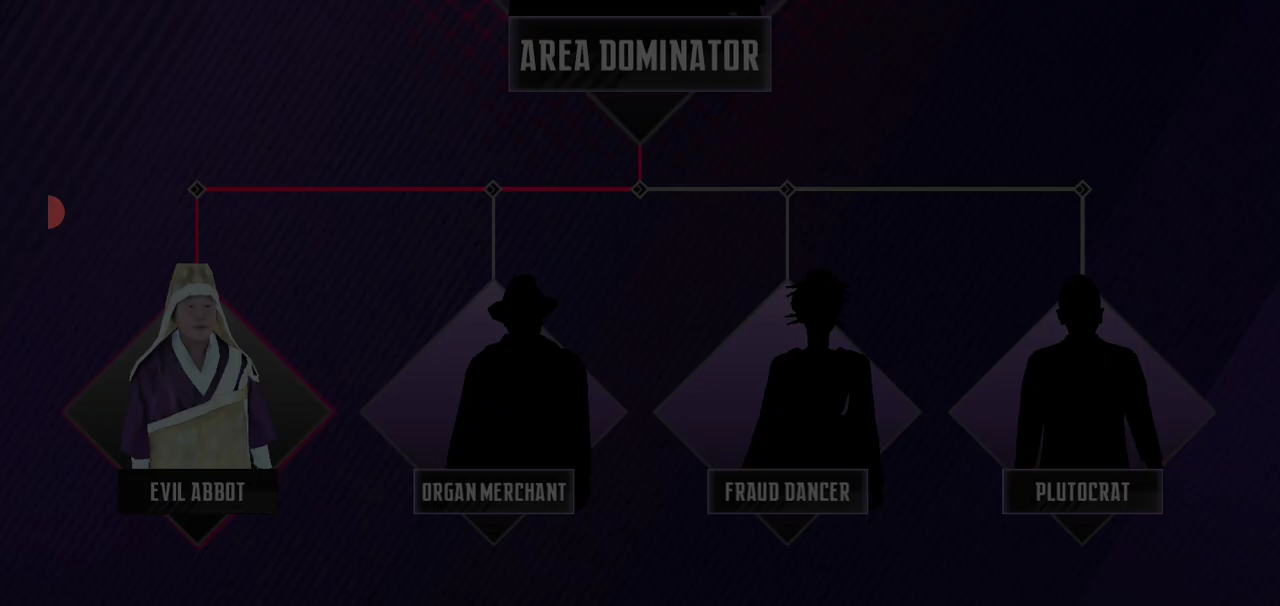 AREA DOMINATOR
EVIL ABBOT
ORGAN MERCHANT
FRAUD DANCER
PLUTOCRAT